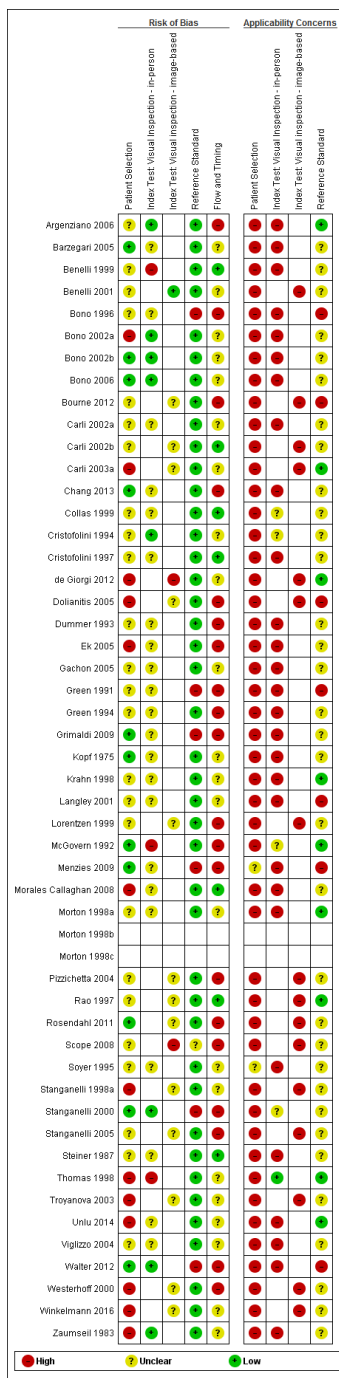 Risk of Bias
Applicability Concerns
Patient Selection
Index Test: Visual Inspection - in-person
Index Test: Visual Inspection - image-based
Reference Standard
Flow and Timing
Patient Selection
Index Test: Visual Inspection - in-person
Index Test: Visual Inspection - image-based
Reference Standard
Argenziano 2006 ? + + − − − +
Barzegari 2005 + ? + ? − − ?
Benelli 1999 ? − + + − − ?
Benelli 2001 ? + + ? − − ?
Bono 1996 ? ? − − − − −
Bono 2002a − + + ? − − ?
Bono 2002b + + + ? − − ?
Bono 2006 + + + ? − − ?
Bourne 2012 ? ? + − − − −
Carli 2002a ? ? + ? − − ?
Carli 2002b ? ? + + − − ?
Carli 2003a − ? + ? − − +
Chang 2013 + ? + − − − ?
Collas 1999 ? ? + + − ? ?
Cristofolini 1994 ? + + ? − ? ?
Cristofolini 1997 ? ? + + − − ?
de Giorgi 2012 − − + ? − − +
Dolianitis 2005 − ? + − − − −
Dummer 1993 ? ? + − − − ?
Ek 2005 − ? + − − − ?
Gachon 2005 ? ? + ? − − ?
Green 1991 ? ? − − − − −
Green 1994 ? ? + − − − ?
Grimaldi 2009 + ? − − − − ?
Kopf 1975 + ? + ? − − ?
Krahn 1998 ? ? + ? − − +
Langley 2001 ? ? + ? − − −
Lorentzen 1999 ? ? + − − − ?
McGovern 1992 + − + ? − ? +
Menzies 2009 + ? − − ? − −
Morales Callaghan 2008 − ? + + − − ?
Morton 1998a ? ? + ? − − +
Morton 1998b
Morton 1998c
Pizzichetta 2004 ? ? + − − − ?
Rao 1997 ? ? + + − − +
Rosendahl 2011 + ? + − − − ?
Scope 2008 ? − ? − − − ?
Soyer 1995 ? ? + ? ? − ?
Stanganelli 1998a − ? + ? − − ?
Stanganelli 2000 + + − − − ? ?
Stanganelli 2005 ? ? + − − − ?
Steiner 1987 ? ? + + − − ?
Thomas 1998 − − + ? − + +
Troyanova 2003 − ? + ? − − ?
Unlu 2014 − ? + ? − − +
Viglizzo 2004 ? ? + ? − − ?
Walter 2012 + + − − − − −
Westerhoff 2000 − ? + − − − ?
Winkelmann 2016 − ? + − − − ?
Zaumseil 1983 − + + ? − − ?
− High ? Unclear + Low